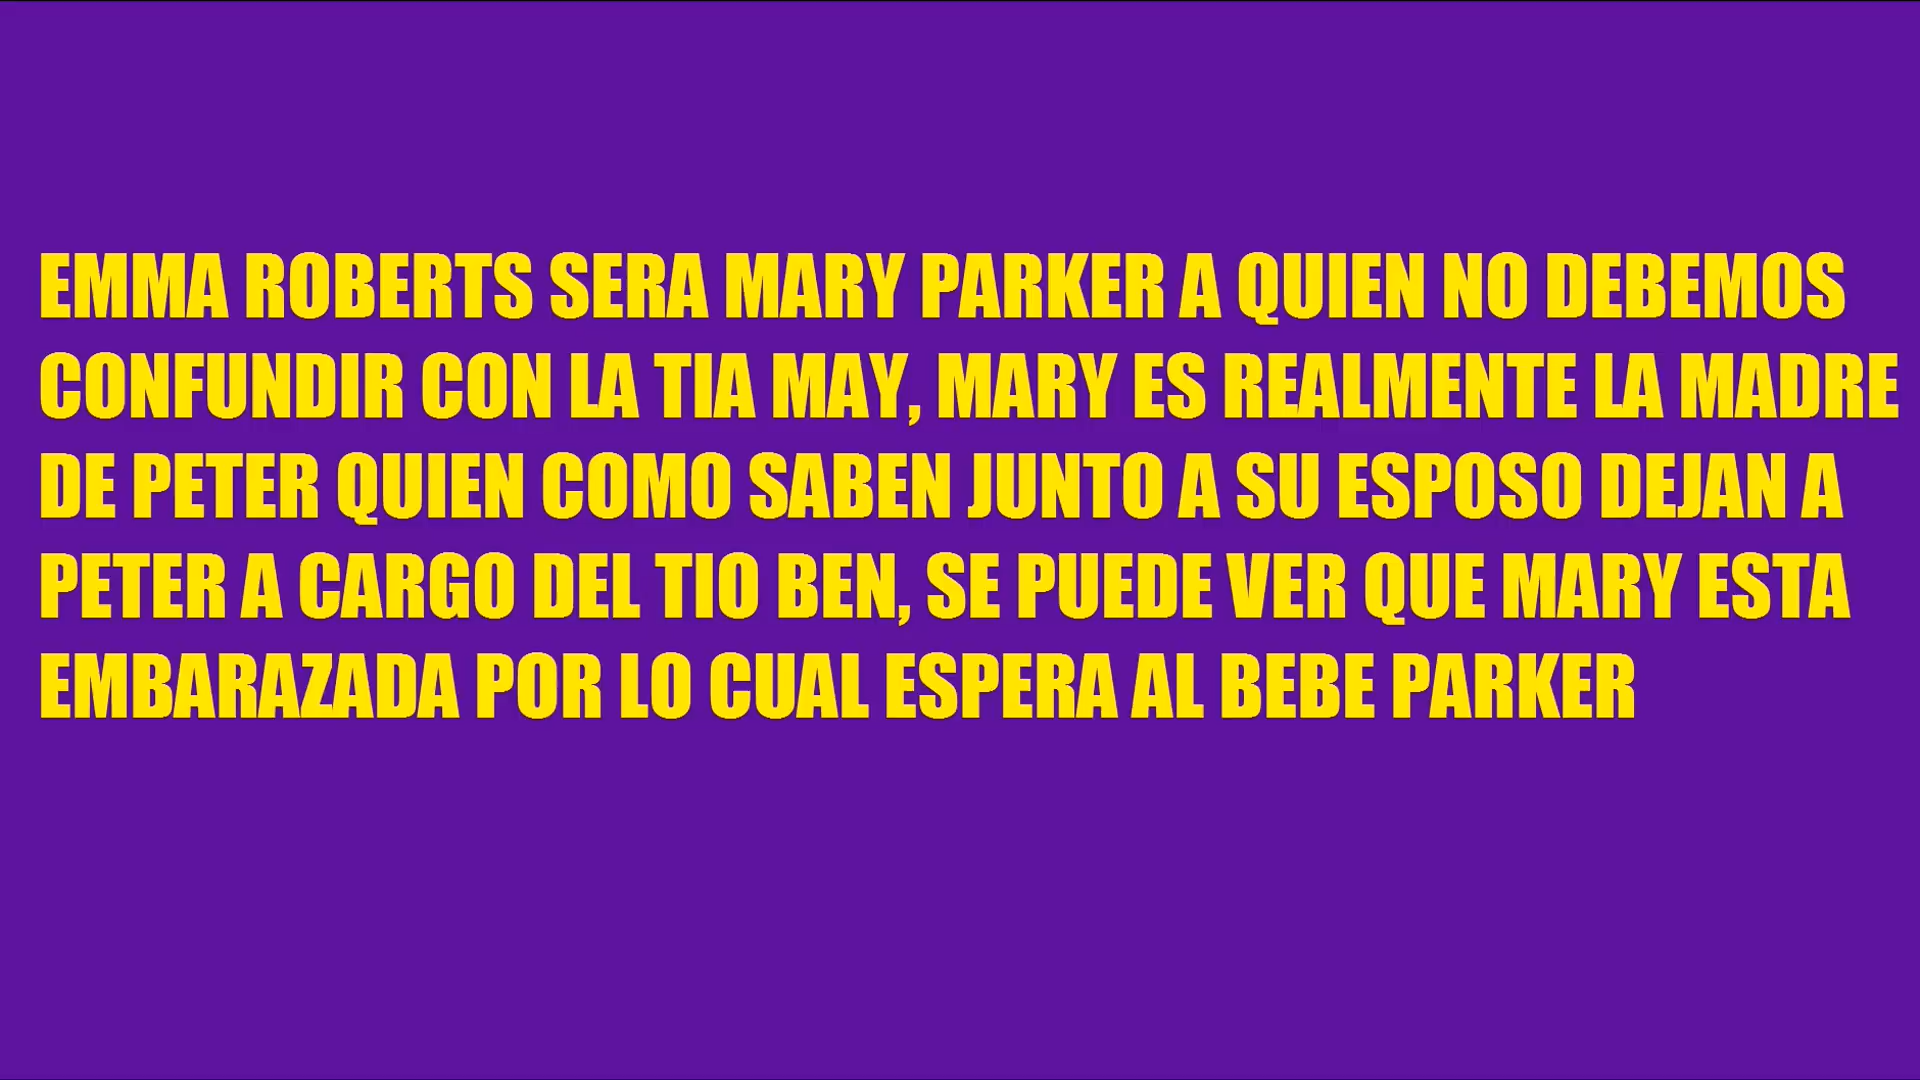 EMMA ROBERTS SERA MARY PARKER A QUIEN NO DEBEMOS
CONFUNDIR CON LA TIA MAY, MARY ES REALMENTE LA MADRE
DE PETER QUIEN COMO SABEN JUNTO A SU ESPOSO DEJAN A
PETER A CARGO DEL TIO BEN, SE PUEDE VER QUE MARY ESTA
EMBARAZADA POR LO CUAL ESPERA AL BEBE PARKER